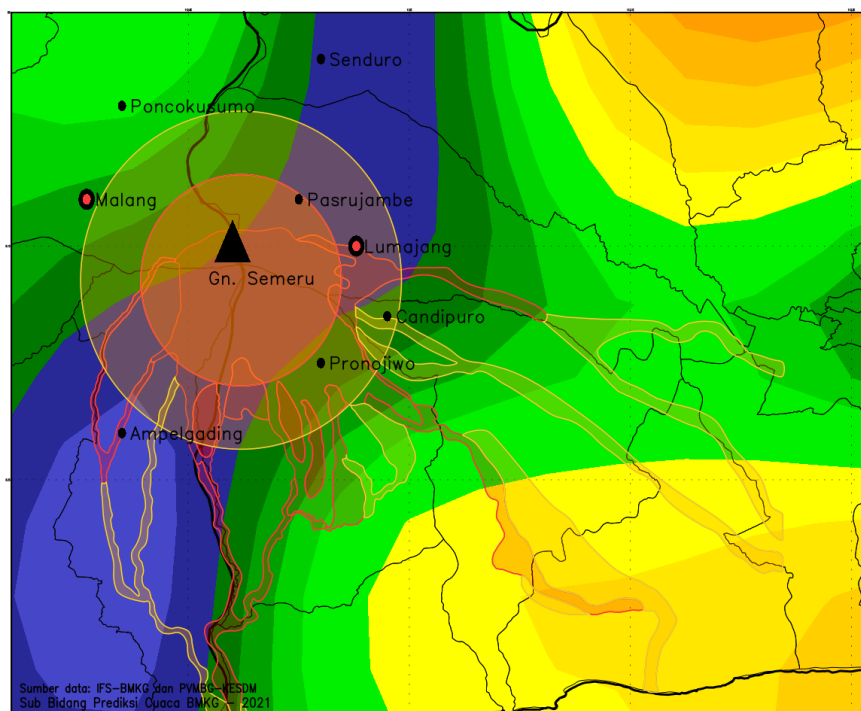 Senduro
Poncokusumo
Malang
Pasrujambe
Lumajang
Gn. Semeru
Candipuro
Pronojiwo
Ampelgading
Sumber data: IFS-BMKG dan PVMBG-KESDM
Sub Bidang Prediksi Cuaca BMKG - 2021